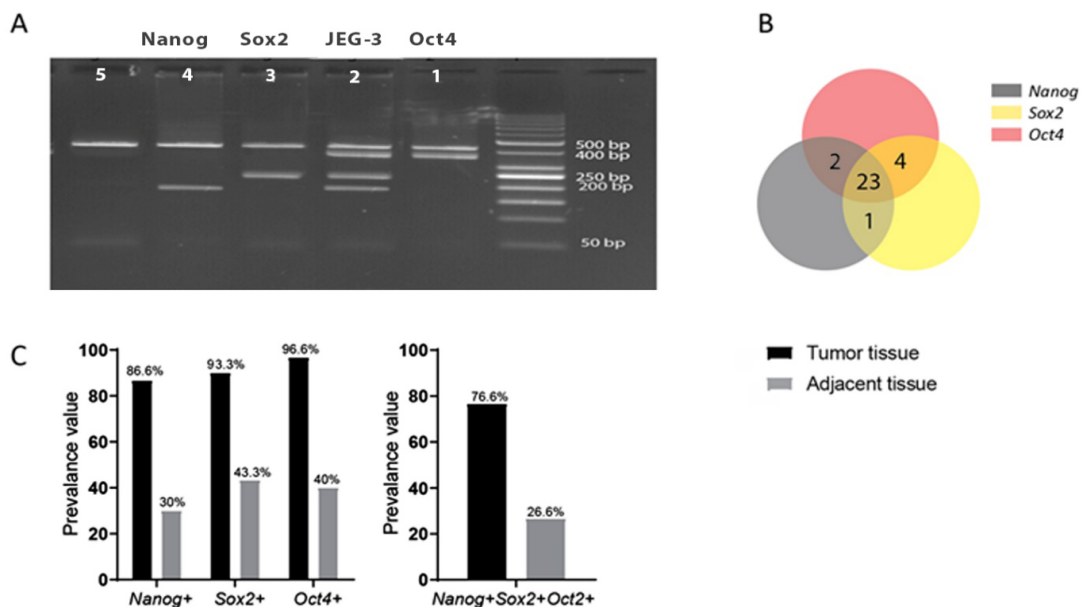 A
Nanog Sox2 JEG-3 Oct4
5 4 3 2 1
500 bp
400 bp
250 bp
200 bp
50 bp
B
Nanog
Sox2
Oct4
2 4
23
1
C
Prevalance value
100
80
60
40
20
0
86.6%
30%
93.3%
43.3%
96.6%
40%
Nanog+ Sox2+ Oct4+
Prevalance value
100
80
60
40
20
0
76.6%
26.6%
Nanog+Sox2+Oct2+
Tumor tissue
Adjacent tissue